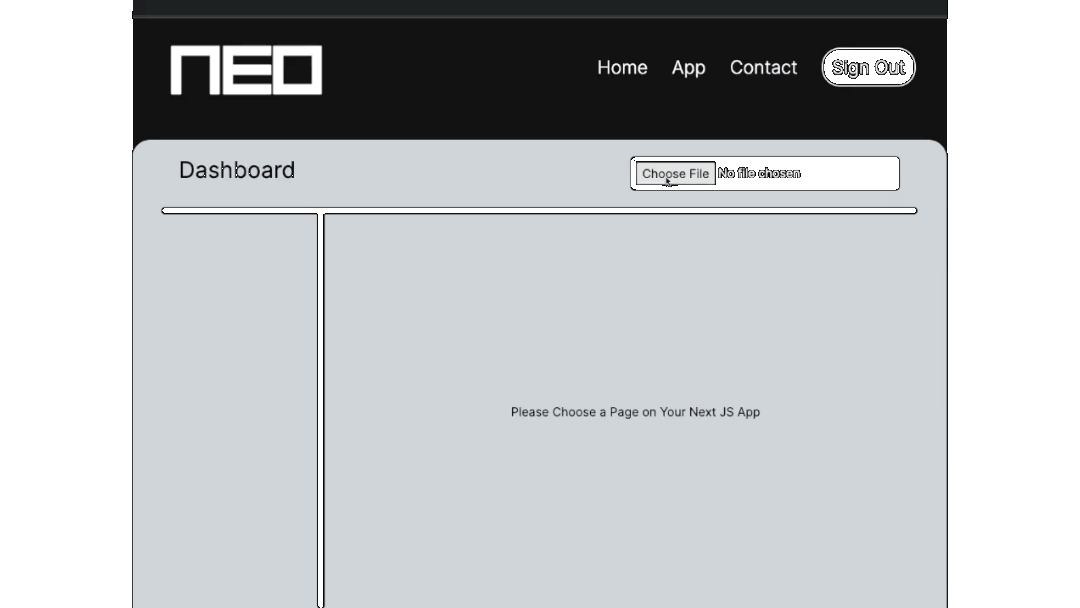 NEO
Home App Contact Sign Out
Dashboard
Choose File No file chosen
Please Choose a Page on Your Next JS App